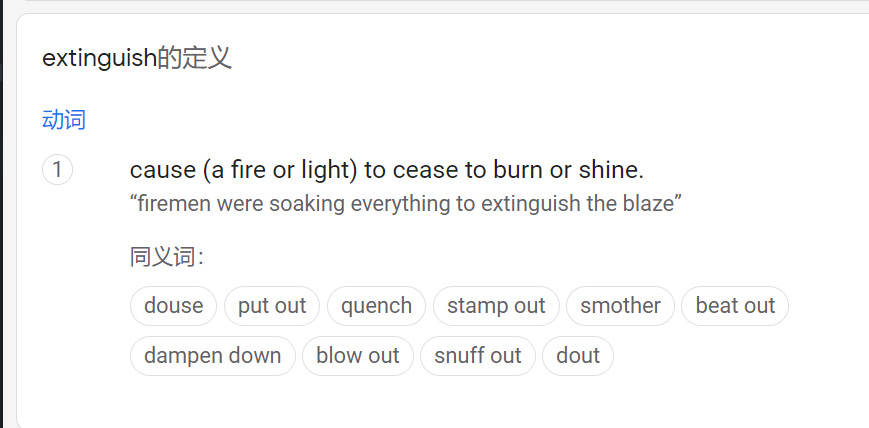 extinguish的定义
动词
1 cause (a fire or light) to cease to burn or shine.
“firemen were soaking everything to extinguish the blaze”
同义词：
douse put out quench stamp out smother beat out
dampen down blow out snuff out dout